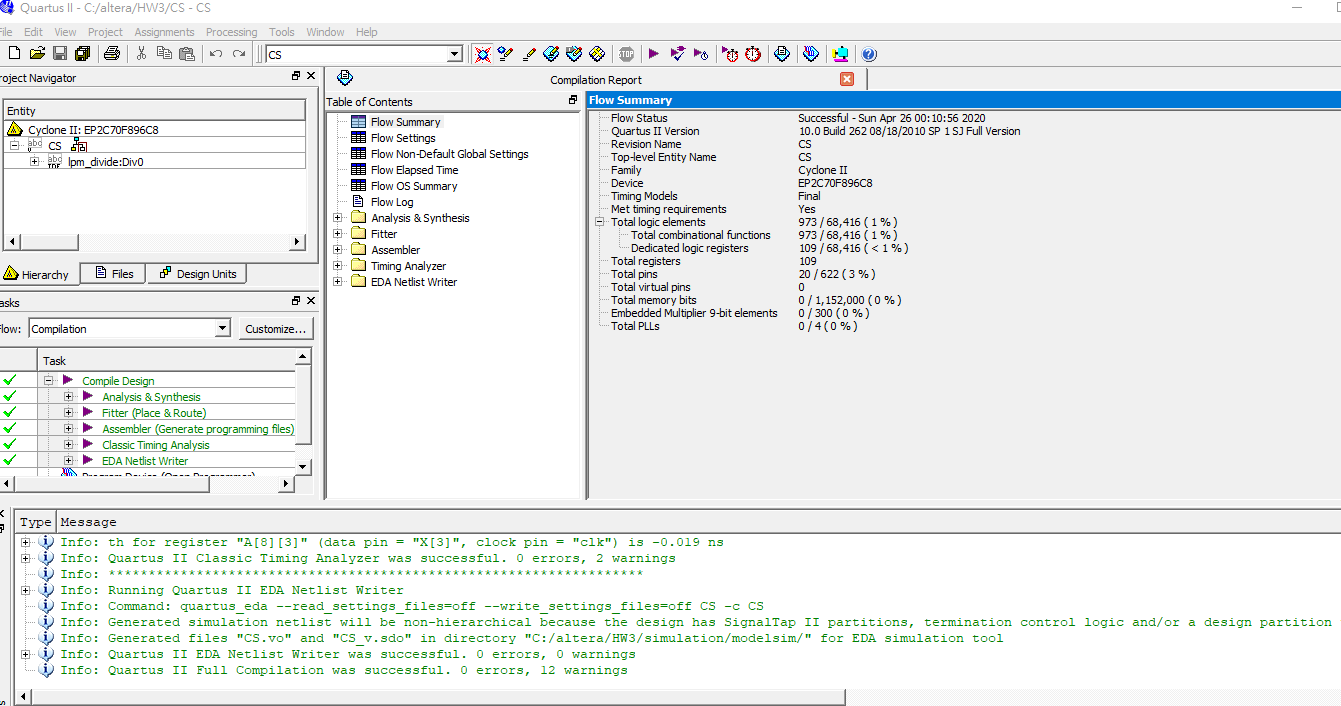 Quartus II - C:/altera/HW3/CS - CS
File Edit View Project Assignments Processing Tools Window Help
CS
STOP
Project Navigator
Entity
Cyclone II: EP2C70F896C8
abc CS
abc TDF lpm_divide:Div0
Hierarchy Files Design Units
Tasks
Flow: Compilation Customize...
Task
Compile Design
Analysis & Synthesis
Fitter (Place & Route)
Assembler (Generate programming files)
Classic Timing Analysis
EDA Netlist Writer
Program Device (Open Programmer)
Compilation Report
Table of Contents
Flow Summary
Flow Settings
Flow Non-Default Global Settings
Flow Elapsed Time
Flow OS Summary
Flow Log
Analysis & Synthesis
Fitter
Assembler
Timing Analyzer
EDA Netlist Writer
Flow Summary
Flow Status Successful - Sun Apr 26 00:10:56 2020
Quartus II Version 10.0 Build 262 08/18/2010 SP 1 SJ Full Version
Revision Name CS
Top-level Entity Name CS
Family Cyclone II
Device EP2C70F896C8
Timing Models Final
Met timing requirements Yes
Total logic elements 973 / 68,416 ( 1 % )
Total combinational functions 973 / 68,416 ( 1 % )
Dedicated logic registers 109 / 68,416 ( < 1 % )
Total registers 109
Total pins 20 / 622 ( 3 % )
Total virtual pins 0
Total memory bits 0 / 1,152,000 ( 0 % )
Embedded Multiplier 9-bit elements 0 / 300 ( 0 % )
Total PLLs 0 / 4 ( 0 % )
Type Message
Info: th for register "A[8][3]" (data pin = "X[3]", clock pin = "clk") is -0.019 ns
Info: Quartus II Classic Timing Analyzer was successful. 0 errors, 2 warnings
Info: *******************************************************************
Info: Running Quartus II EDA Netlist Writer
Info: Command: quartus_eda --read_settings_files=off --write_settings_files=off CS -c CS
Info: Generated simulation netlist will be non-hierarchical because the design has SignalTap II partitions, termination control logic and/or a design partition
Info: Generated files "CS.vo" and "CS_v.sdo" in directory "C:/altera/HW3/simulation/modelsim/" for EDA simulation tool
Info: Quartus II EDA Netlist Writer was successful. 0 errors, 0 warnings
Info: Quartus II Full Compilation was successful. 0 errors, 12 warnings